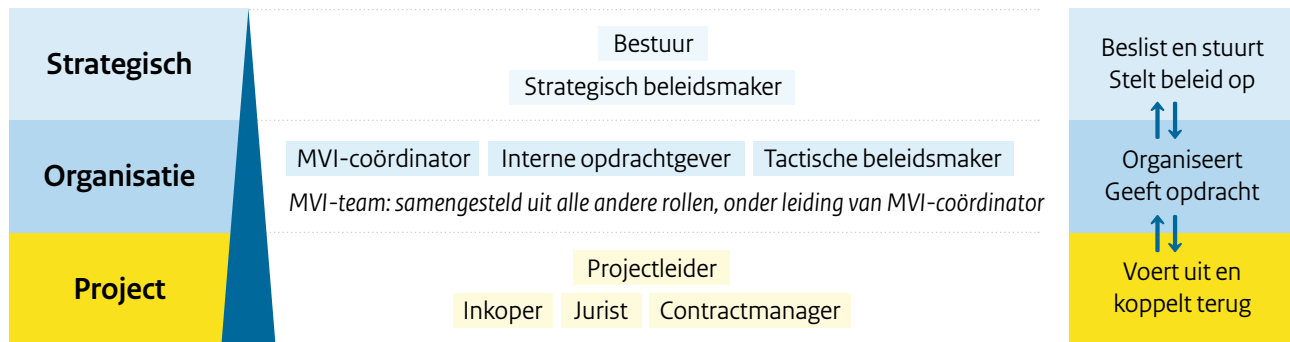 Strategisch
Bestuur
Strategisch beleidsmaker
Beslist en stuurt
Stelt beleid op
Organisatie
MVI-coördinator
Interne opdrachtgever
Tactische beleidsmaker
MVI-team: samengesteld uit alle andere rollen, onder leiding van MVI-coördinator
Organiseert
Geeft opdracht
Project
Projectleider
Inkoper
Jurist
Contractmanager
Voert uit en
koppelt terug